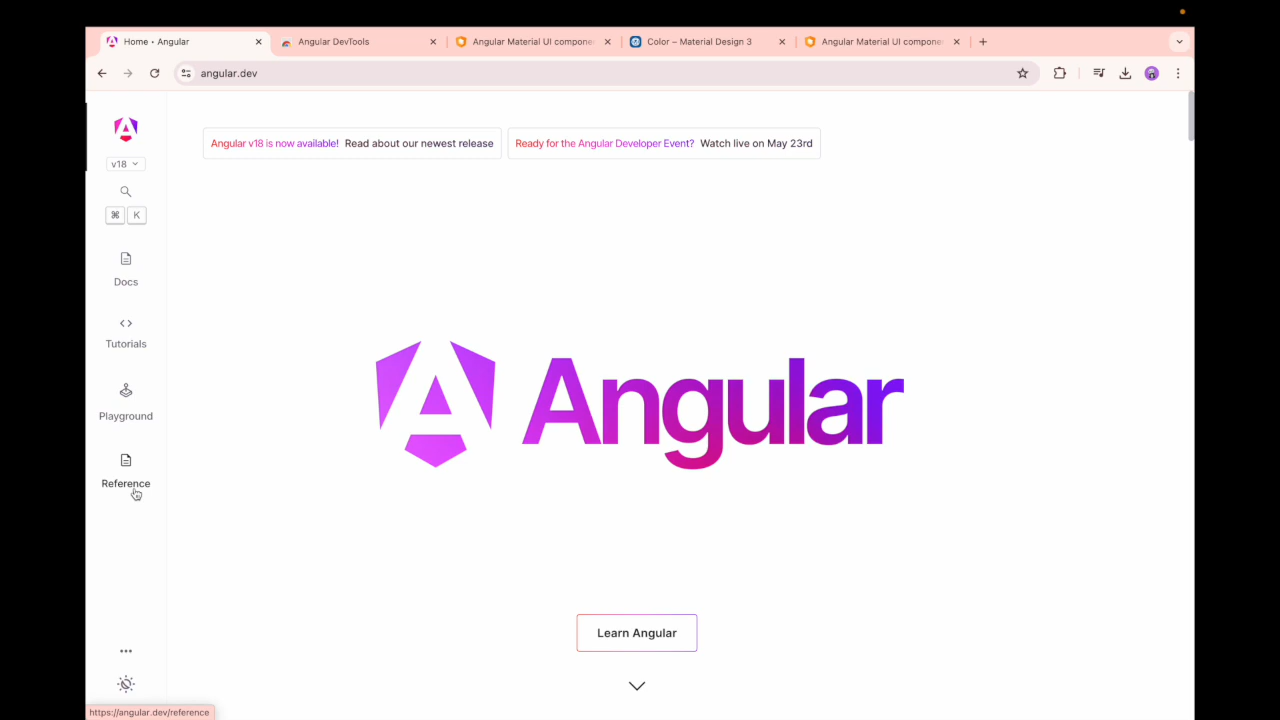 Home • Angular
Angular DevTools
Angular Material UI compone
Color – Material Design 3
Angular Material UI compone
angular.dev
v18
⌘ K
Docs
Tutorials
Playground
Reference
Angular v18 is now available! Read about our newest release
Ready for the Angular Developer Event? Watch live on May 23rd
Angular
Learn Angular
https://angular.dev/reference